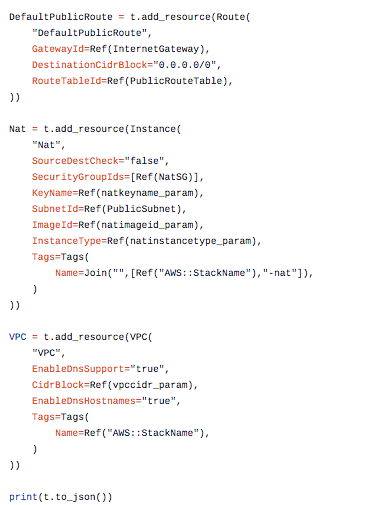 DefaultPublicRoute = t.add_resource(Route(
    "DefaultPublicRoute",
    GatewayId=Ref(InternetGateway),
    DestinationCidrBlock="0.0.0.0/0",
    RouteTableId=Ref(PublicRouteTable),
))

Nat = t.add_resource(Instance(
    "Nat",
    SourceDestCheck="false",
    SecurityGroupIds=[Ref(NatSG)],
    KeyName=Ref(natkeyname_param),
    SubnetId=Ref(PublicSubnet),
    ImageId=Ref(natimageid_param),
    InstanceType=Ref(natinstancetype_param),
    Tags=Tags(
        Name=Join("",[Ref("AWS::StackName"),"-nat"]),
    )
))

VPC = t.add_resource(VPC(
    "VPC",
    EnableDnsSupport="true",
    CidrBlock=Ref(vpccidr_param),
    EnableDnsHostnames="true",
    Tags=Tags(
        Name=Ref("AWS::StackName"),
    )
))

print(t.to_json())